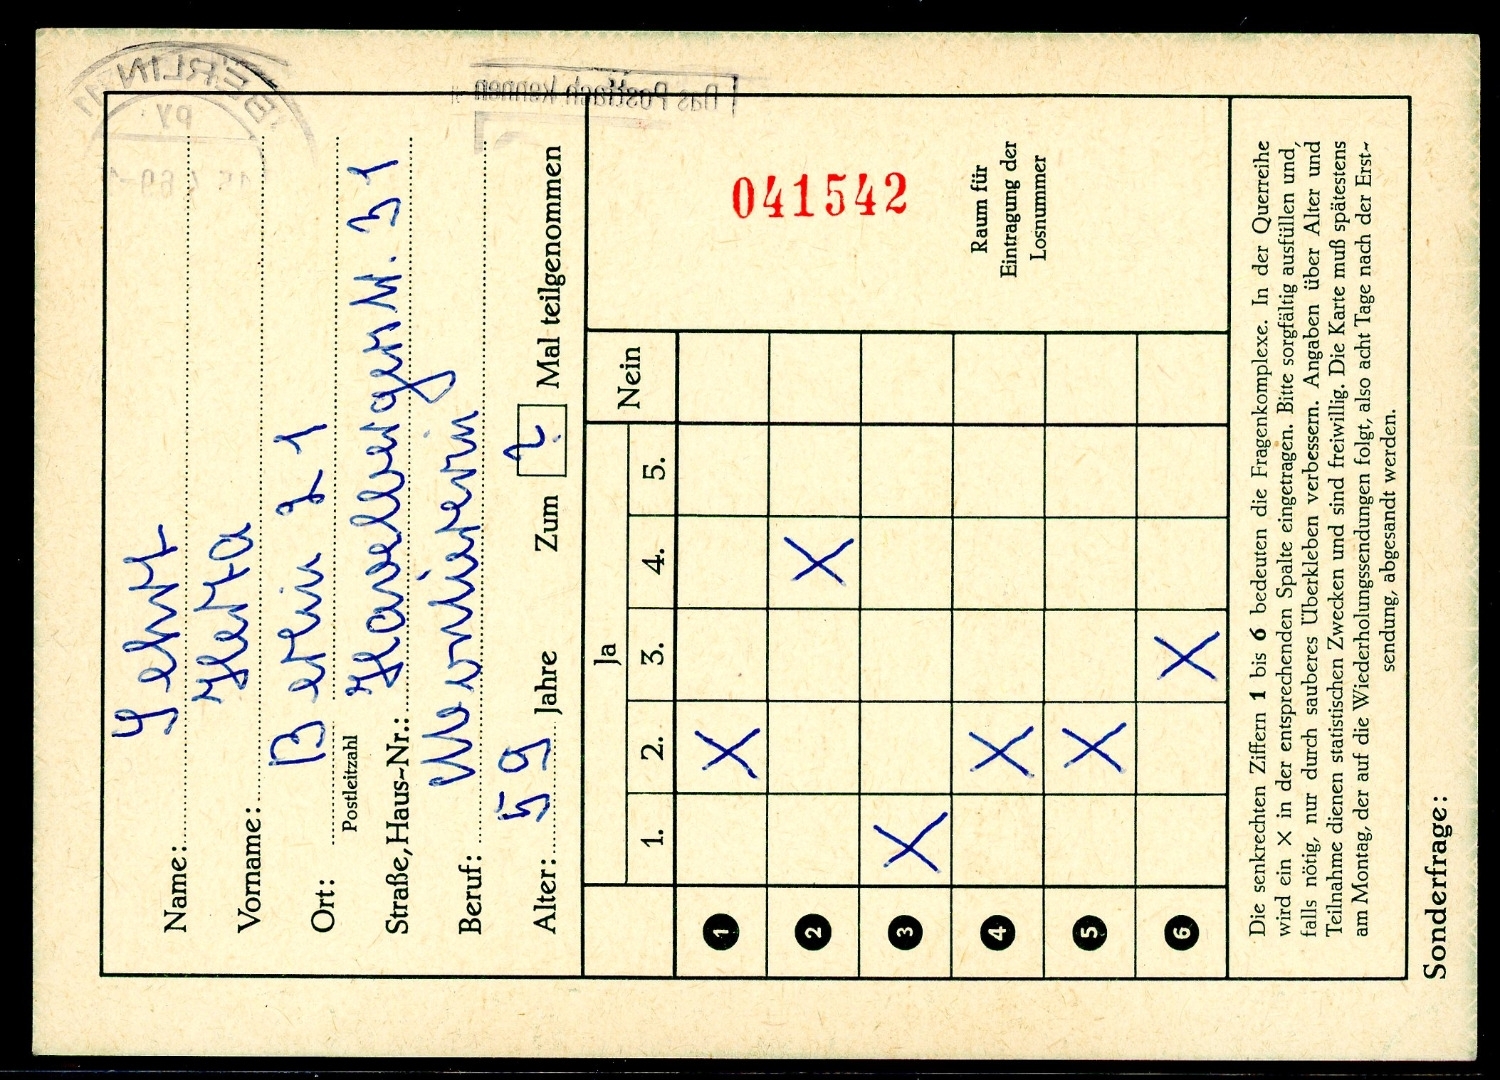 Name: Lehrt
Vorname: Herta
Ort: Berlin 21
Postleitzahl
Straße, Haus-Nr.: 31
Beruf:
Alter: 59 Jahre Zum 2. Mal teilgenommen
Ja Nein
1. 2. 3. 4. 5.
1 X
2 X
3 X
4 X
5 X
6 X
041542
Raum für
Eintragung der
Losnummer
Die senkrechten Ziffern 1 bis 6 bedeuten die Fragenkomplexe. In der Querreihe
wird ein X in der entsprechenden Spalte eingetragen. Bitte sorgfältig ausfüllen und,
falls nötig, nur durch sauberes Überkleben verbessern. Angaben über Alter und
Teilnahme dienen statistischen Zwecken und sind freiwillig. Die Karte muß spätestens
am Montag, der auf die Wiederholungssendungen folgt, also acht Tage nach der Erst-
sendung, abgesandt werden.
Sonderfrage:
BERLIN
Das Postfach kennen